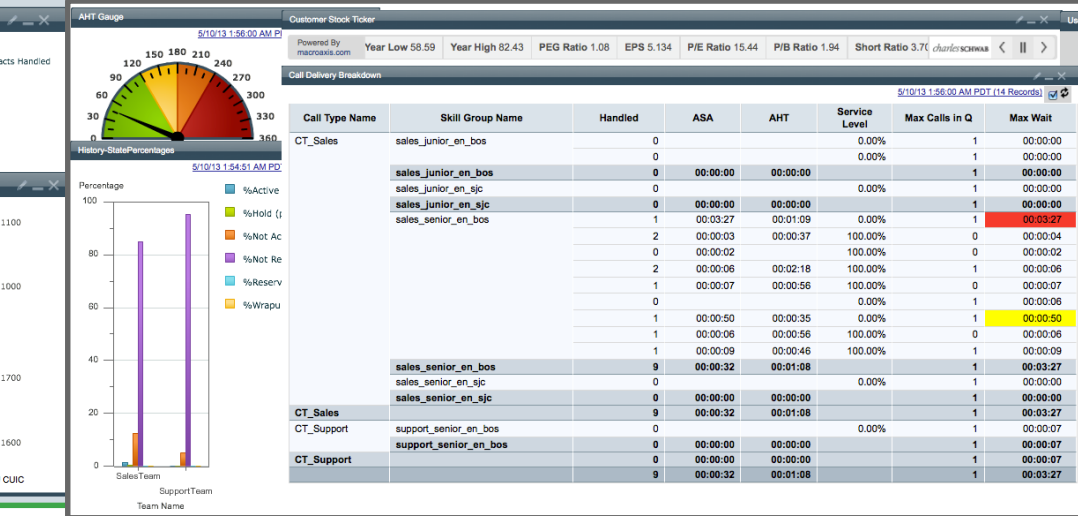 acts Handled
1100
1000
1700
1600
CUIC
AHT Gauge
5/10/13 1:56:00 AM P
0 30 60 90 120 150 180 210 240 270 300 330 360
History-StatePercentages
5/10/13 1:54:51 AM PD
Percentage
100
80
60
40
20
0
%Active
%Hold (p
%Not Ac
%Not Re
%Reserv
%Wrapu
SalesTeam
SupportTeam
Team Name
Customer Stock Ticker
Us
Powered By
macroaxis.com
Year Low 58.59 Year High 82.43 PEG Ratio 1.08 EPS 5.134 P/E Ratio 15.44 P/B Ratio 1.94 Short Ratio 3.70 charles SCHWAB
Call Delivery Breakdown
5/10/13 1:56:00 AM PDT (14 Records)
Call Type Name Skill Group Name Handled ASA AHT Service Level Max Calls in Q Max Wait
CT_Sales sales_junior_en_bos 0 0.00% 1 00:00:00
0 0.00% 1 00:00:00
sales_junior_en_bos 0 00:00:00 00:00:00 1 00:00:00
sales_junior_en_sjc 0 0.00% 1 00:00:00
sales_junior_en_sjc 0 00:00:00 00:00:00 1 00:00:00
sales_senior_en_bos 1 00:03:27 00:01:09 0.00% 1 00:03:27
2 00:00:03 00:00:37 100.00% 0 00:00:04
0 00:00:02 100.00% 0 00:00:02
2 00:00:06 00:02:18 100.00% 1 00:00:06
1 00:00:07 00:00:56 100.00% 0 00:00:07
0 0.00% 1 00:00:06
1 00:00:50 00:00:35 0.00% 1 00:00:50
1 00:00:06 00:00:56 100.00% 0 00:00:06
1 00:00:09 00:00:46 100.00% 1 00:00:09
sales_senior_en_bos 9 00:00:32 00:01:08 1 00:03:27
sales_senior_en_sjc 0 0.00% 1 00:00:00
sales_senior_en_sjc 0 00:00:00 00:00:00 1 00:00:00
CT_Sales 9 00:00:32 00:01:08 1 00:03:27
CT_Support support_senior_en_bos 0 0.00% 1 00:00:07
support_senior_en_bos 0 00:00:00 00:00:00 1 00:00:07
CT_Support 0 00:00:00 00:00:00 1 00:00:07
9 00:00:32 00:01:08 1 00:03:27